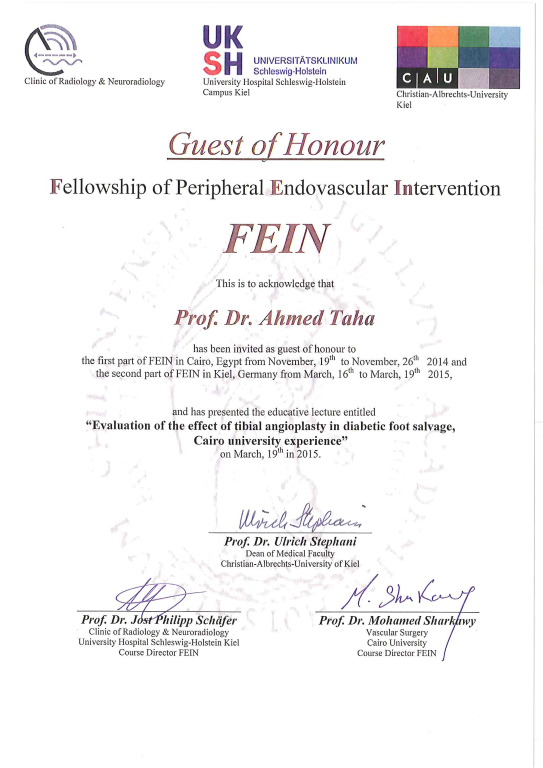 Clinic of Radiology & Neuroradiology
UK
SH
UNIVERSITÄTSKLINIKUM
Schleswig-Holstein
University Hospital Schleswig-Holstein
Campus Kiel
C A U
Christian-Albrechts-University
Kiel
Guest of Honour
Fellowship of Peripheral Endovascular Intervention
FEIN
This is to acknowledge that
Prof. Dr. Ahmed Taha
has been invited as guest of honour to
the first part of FEIN in Cairo, Egypt from November, 19th to November, 26th 2014 and
the second part of FEIN in Kiel, Germany from March, 16th to March, 19th 2015,
and has presented the educative lecture entitled
“Evaluation of the effect of tibial angioplasty in diabetic foot salvage,
Cairo university experience”
on March, 19th in 2015.
Ulrich Stephani
Prof. Dr. Ulrich Stephani
Dean of Medical Faculty
Christian-Albrechts-University of Kiel
Prof. Dr. Jost Philipp Schäfer
Clinic of Radiology & Neuroradiology
University Hospital Schleswig-Holstein Kiel
Course Director FEIN
M. Sharkawy
Prof. Dr. Mohamed Sharkawy
Vascular Surgery
Cairo University
Course Director FEIN